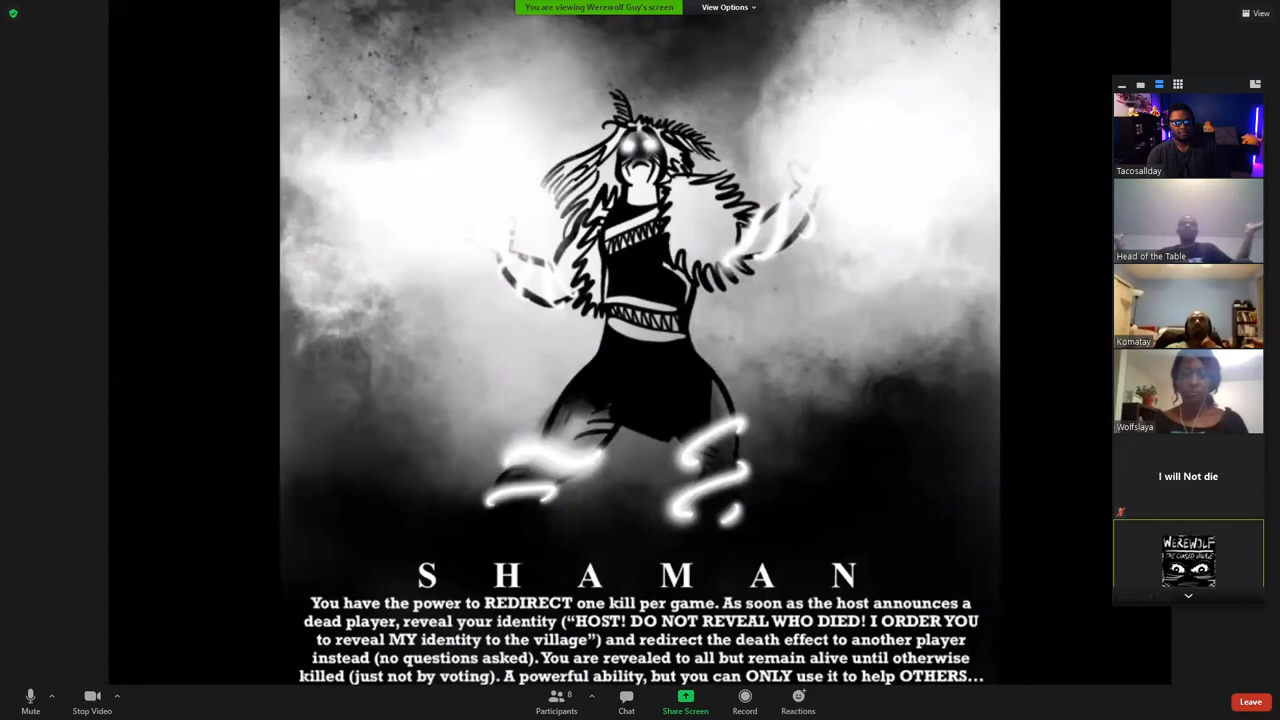 You are viewing Werewolf Guy's screen
View Options
View
Tacosallday
Head of the Table
Komatay
Wolfslaya
I will Not die
WEREWOLF
THE CURSED VILLAGE
SHAMAN
You have the power to REDIRECT one kill per game. As soon as the host announces a
dead player, reveal your identity (“HOST! DO NOT REVEAL WHO DIED! I ORDER YOU
to reveal MY identity to the village”) and redirect the death effect to another player
instead (no questions asked). You are revealed to all but remain alive until otherwise
killed (just not by voting). A powerful ability, but you can ONLY use it to help OTHERS...
Mute
Stop Video
Participants
8
Chat
Share Screen
Record
Reactions
Leave